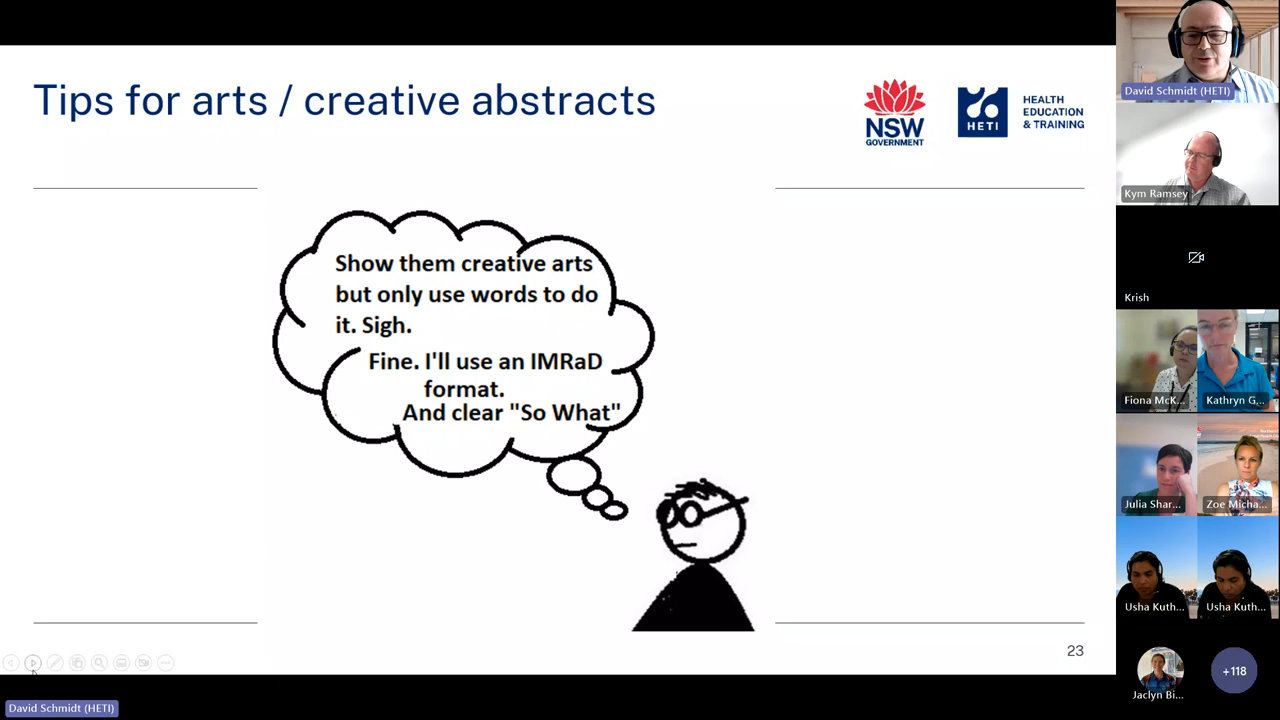 Tips for arts / creative abstracts
NSW
GOVERNMENT
HETI
HEALTH
EDUCATION
& TRAINING
Show them creative arts
but only use words to do
it. Sigh.
Fine. I'll use an IMRaD
format.
And clear "So What"
23
David Schmidt (HETI)
David Schmidt (HETI)
Kym Ramsey
Krish
Fiona McK...
Kathryn G...
Julia Shar...
Zoe Micha...
Usha Kuth...
Usha Kuth...
Jaclyn Bi...
+118